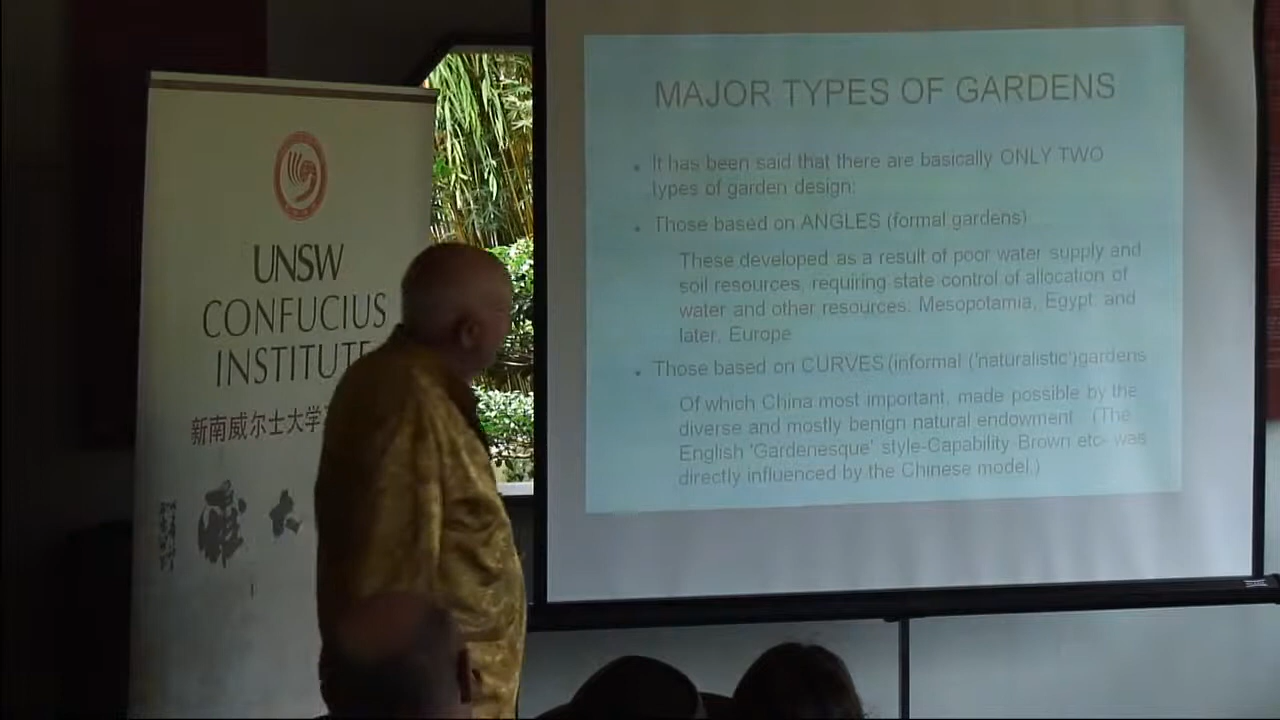 UNSW
CONFUCIUS
INSTITUTE
新南威尔士大学
MAJOR TYPES OF GARDENS
• It has been said that there are basically ONLY TWO
types of garden design:
• Those based on ANGLES (formal gardens)
These developed as a result of poor water supply and
soil resources, requiring state control of allocation of
water and other resources. Mesopotamia, Egypt, and
later, Europe
• Those based on CURVES (informal ('naturalistic')gardens
Of which China most important, made possible by the
diverse and mostly benign natural endowment. (The
English 'Gardenesque' style-Capability Brown etc- was
directly influenced by the Chinese model.)